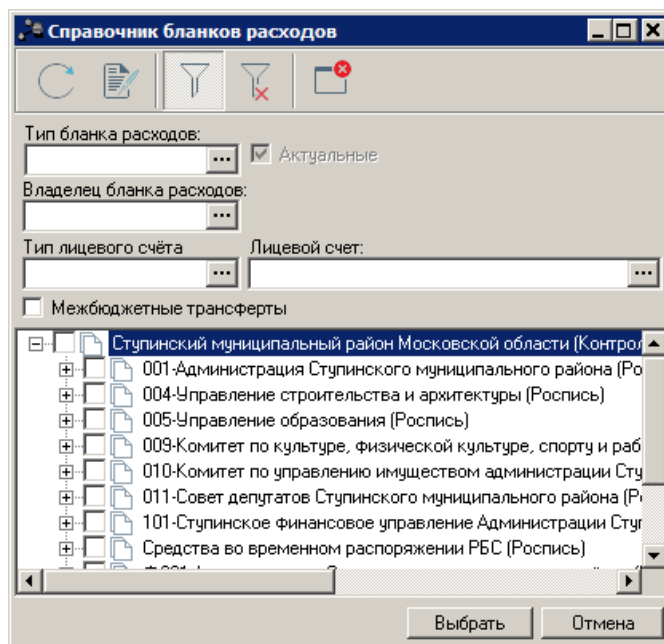 Справочник бланков расходов
Тип бланка расходов:
Актуальные
Владелец бланка расходов:
Тип лицевого счёта Лицевой счет:
Межбюджетные трансферты
Ступинский муниципальный район Московской области (Контрол
001-Администрация Ступинского муниципального района (Ро
004-Управление строительства и архитектуры (Роспись)
005-Управление образования (Роспись)
009-Комитет по культуре, физической культуре, спорту и раб
010-Комитет по управлению имуществом администрации Сту
011-Совет депутатов Ступинского муниципального района (Р
101-Ступинское финансовое управление Администрации Сту
Средства во временном распоряжении РБС (Роспись)
Выбрать Отмена